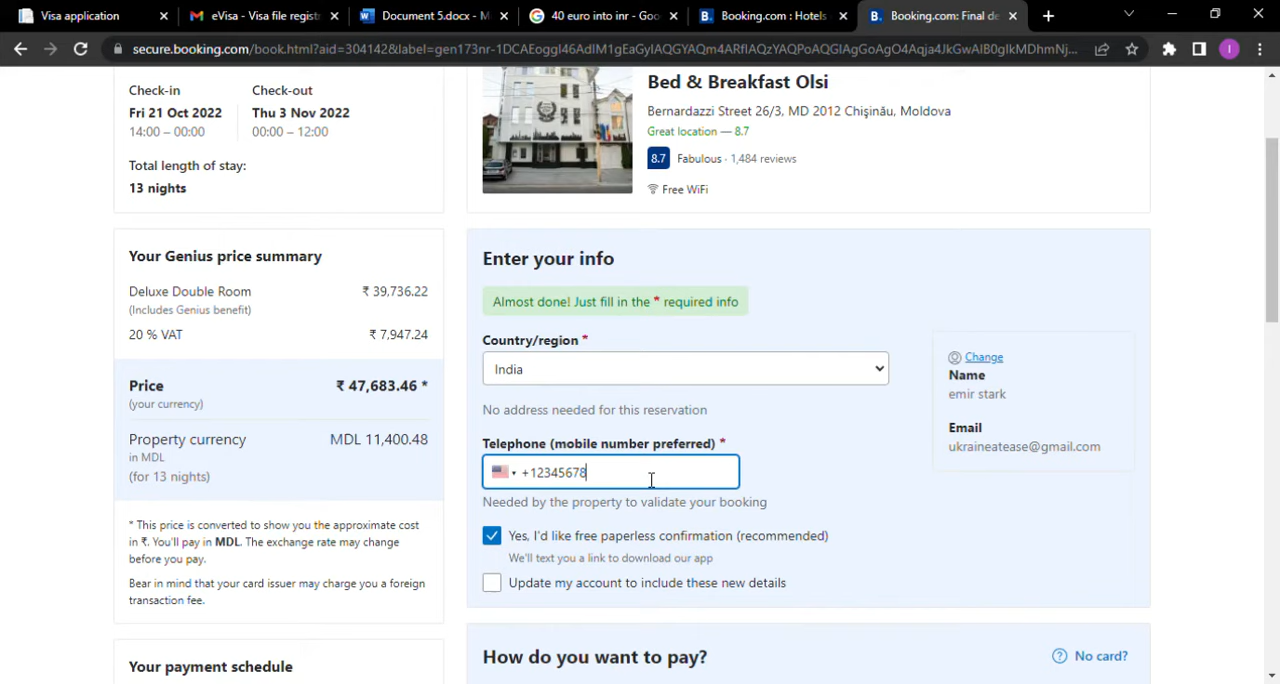 Visa application
eVisa - Visa file regist
Document 5.docx - M
40 euro into inr - Goo
Booking.com : Hotels
Booking.com: Final de
secure.booking.com/book.html?aid=304142&label=
Check-in
Check-out
Fri 21 Oct 2022
Thu 3 Nov 2022
14:00 – 00:00
00:00 – 12:00
Total length of stay:
13 nights
Bed & Breakfast Olsi
Bernardazzi Street 26/3, MD 2012 Chişinău, Moldova
Great location — 8.7
8.7 Fabulous · 1,484 reviews
Free WiFi
Your Genius price summary
Deluxe Double Room ₹ 39,736.22
(Includes Genius benefit)
20 % VAT ₹ 7,947.24
Price ₹ 47,683.46 *
(your currency)
Property currency MDL 11,400.48
in MDL
(for 13 nights)
* This price is converted to show you the approximate cost
in ₹. You'll pay in MDL. The exchange rate may change
before you pay.
Bear in mind that your card issuer may charge you a foreign
transaction fee.
Your payment schedule
Enter your info
Almost done! Just fill in the * required info
Country/region *
India
No address needed for this reservation
Telephone (mobile number preferred) *
+12345678
Needed by the property to validate your booking
Yes, I'd like free paperless confirmation (recommended)
We'll text you a link to download our app
Update my account to include these new details
Change
Name
emir stark
Email
ukraineatease@gmail.com
How do you want to pay?
No card?